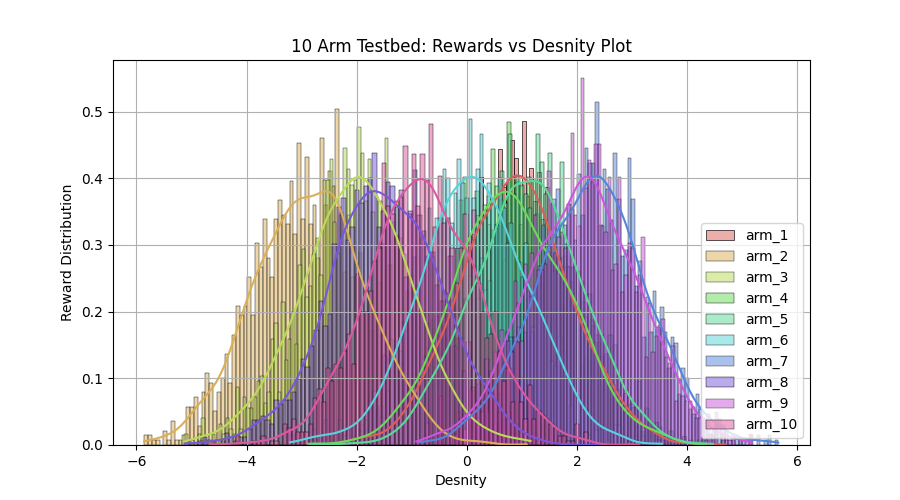 10 Arm Testbed: Rewards vs Desnity Plot
Reward Distribution
0.5
0.4
0.3
0.2
0.1
0.0
−6 −4 −2 0 2 4 6
Desnity
arm_1
arm_2
arm_3
arm_4
arm_5
arm_6
arm_7
arm_8
arm_9
arm_10